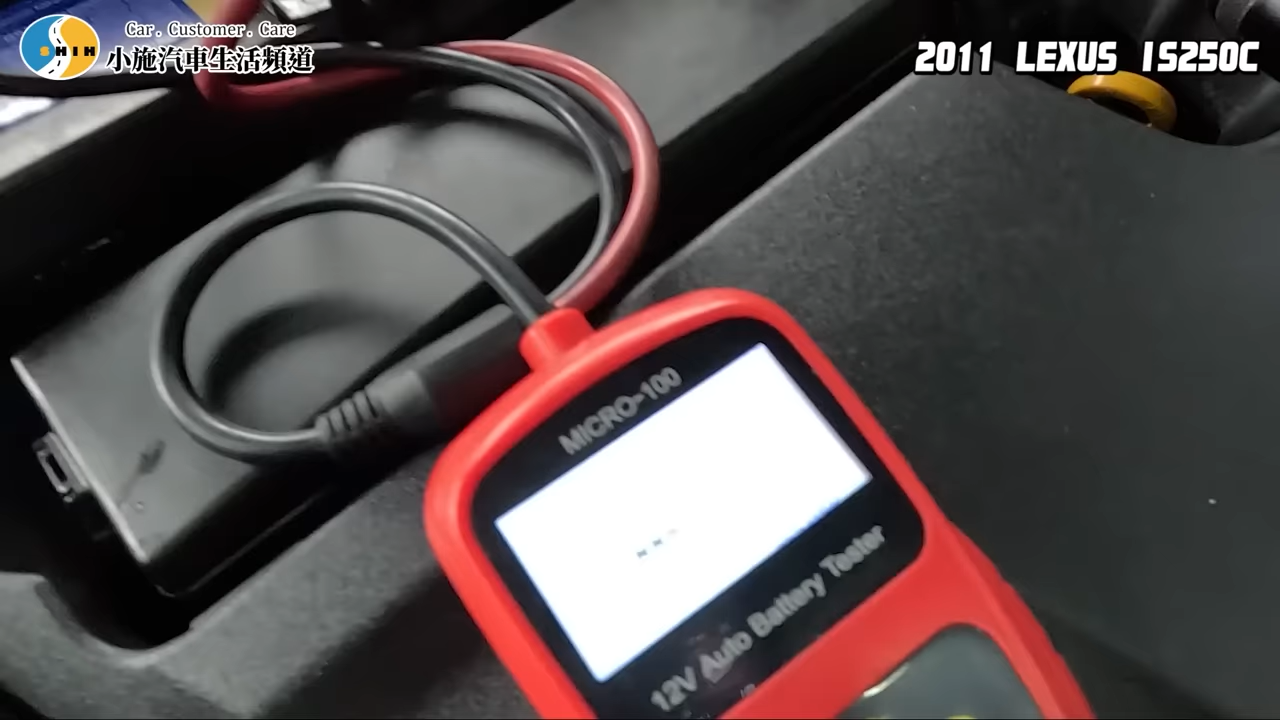 SHIH
Car . Customer . Care
小施汽車生活頻道
2011 LEXUS IS250C
MICRO-100
12V Auto Battery Tester